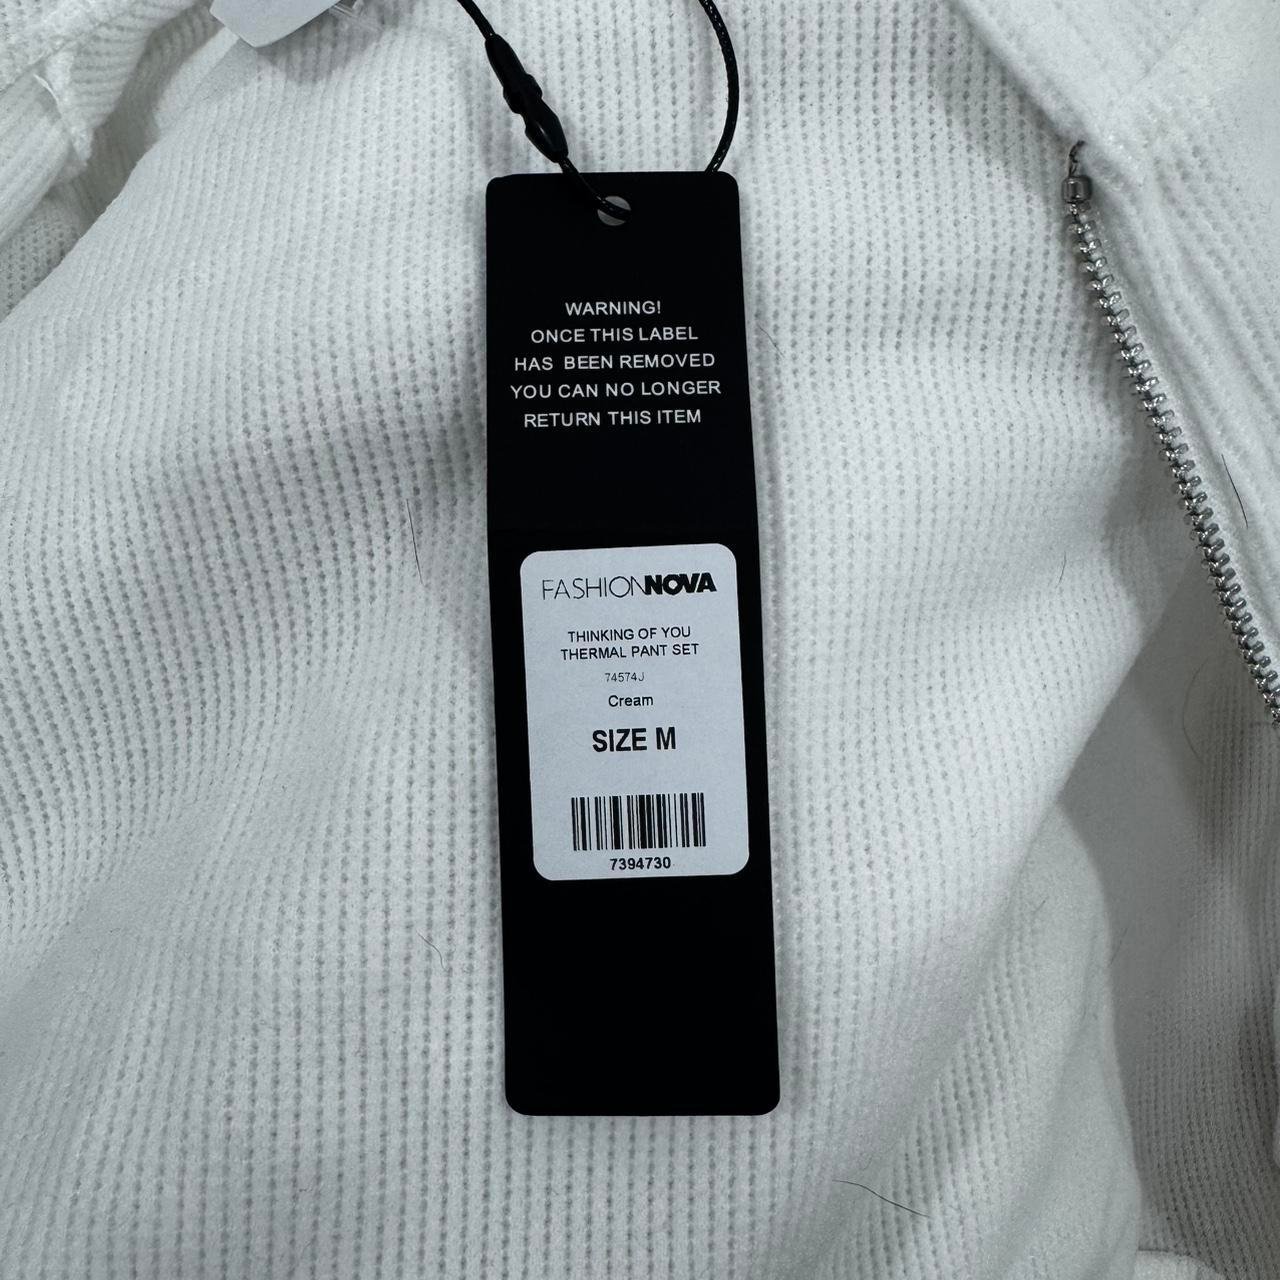 WARNING!
ONCE THIS LABEL
HAS BEEN REMOVED
YOU CAN NO LONGER
RETURN THIS ITEM
FASHIONNOVA
THINKING OF YOU
THERMAL PANT SET
74574J
Cream
SIZE M
7394730